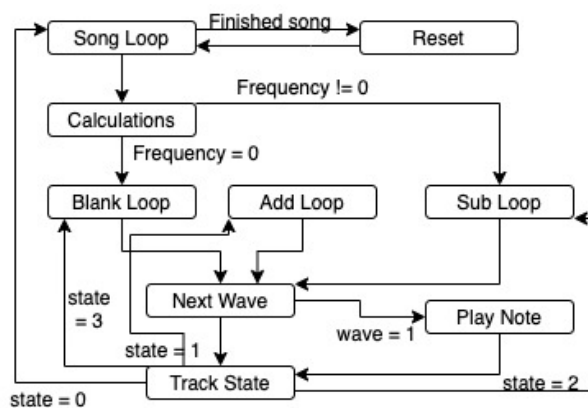 Finished song
Song Loop
Reset
Frequency != 0
Calculations
Frequency = 0
Blank Loop
Add Loop
Sub Loop
state
= 3
Next Wave
Play Note
wave = 1
state = 1
Track State
state = 2
state = 0